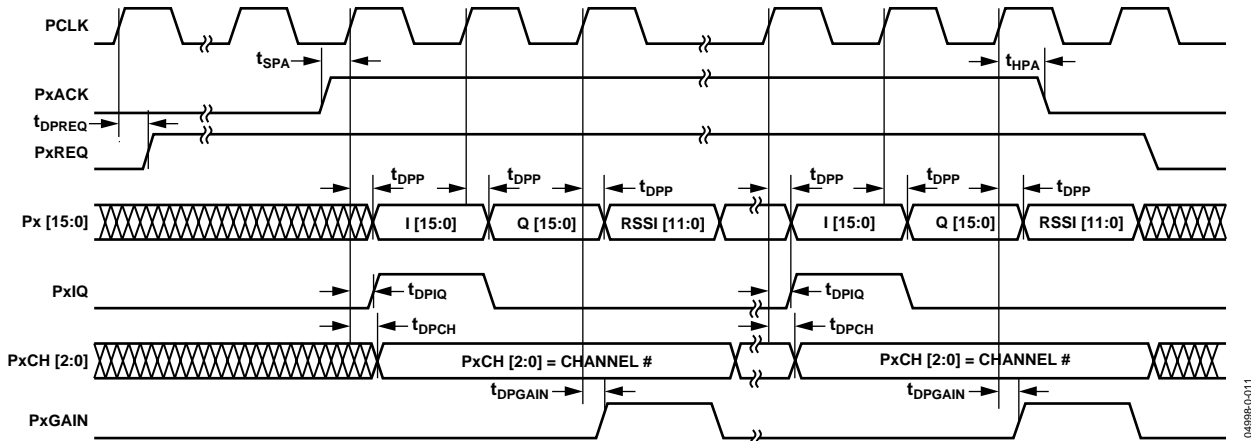 PCLK
tSPA
tHPA
PxACK
tDPREQ
PxREQ
tDPP tDPP tDPP tDPP tDPP tDPP
Px [15:0] I [15:0] Q [15:0] RSSI [11:0] I [15:0] Q [15:0] RSSI [11:0]
PxIQ tDPIQ tDPIQ
tDPCH tDPCH
PxCH [2:0] PxCH [2:0] = CHANNEL # PxCH [2:0] = CHANNEL #
tDPGAIN tDPGAIN
PxGAIN
04998-0-011